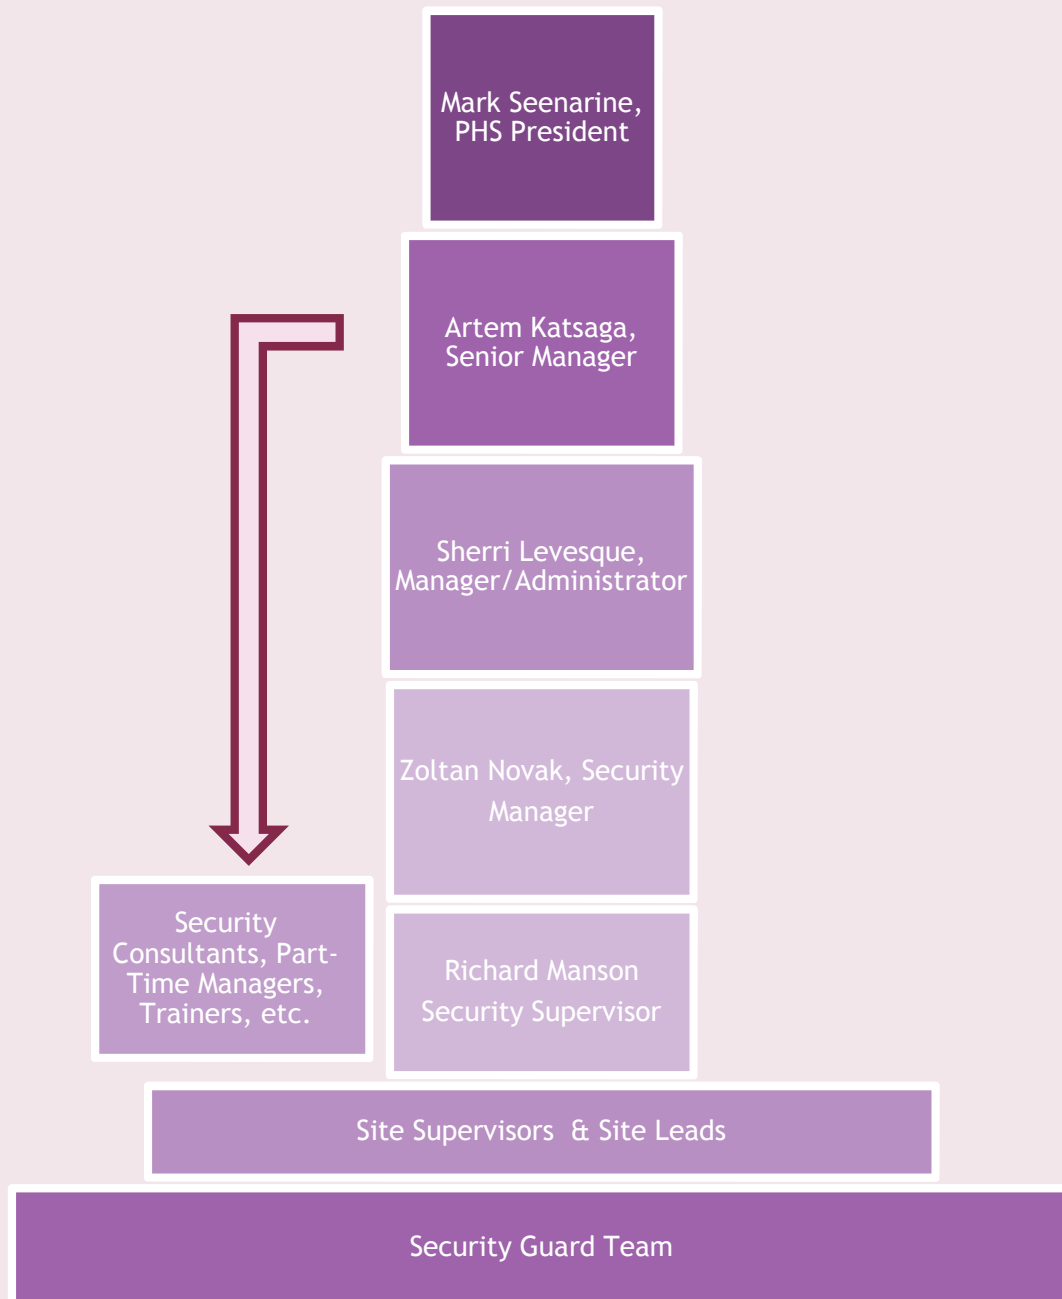 Mark Seenarine,
PHS President
Artem Katsaga,
Senior Manager
Sherri Levesque,
Manager/Administrator
Zoltan Novak, Security
Manager
Security
Consultants, Part-
Time Managers,
Trainers, etc.
Richard Manson
Security Supervisor
Site Supervisors & Site Leads
Security Guard Team